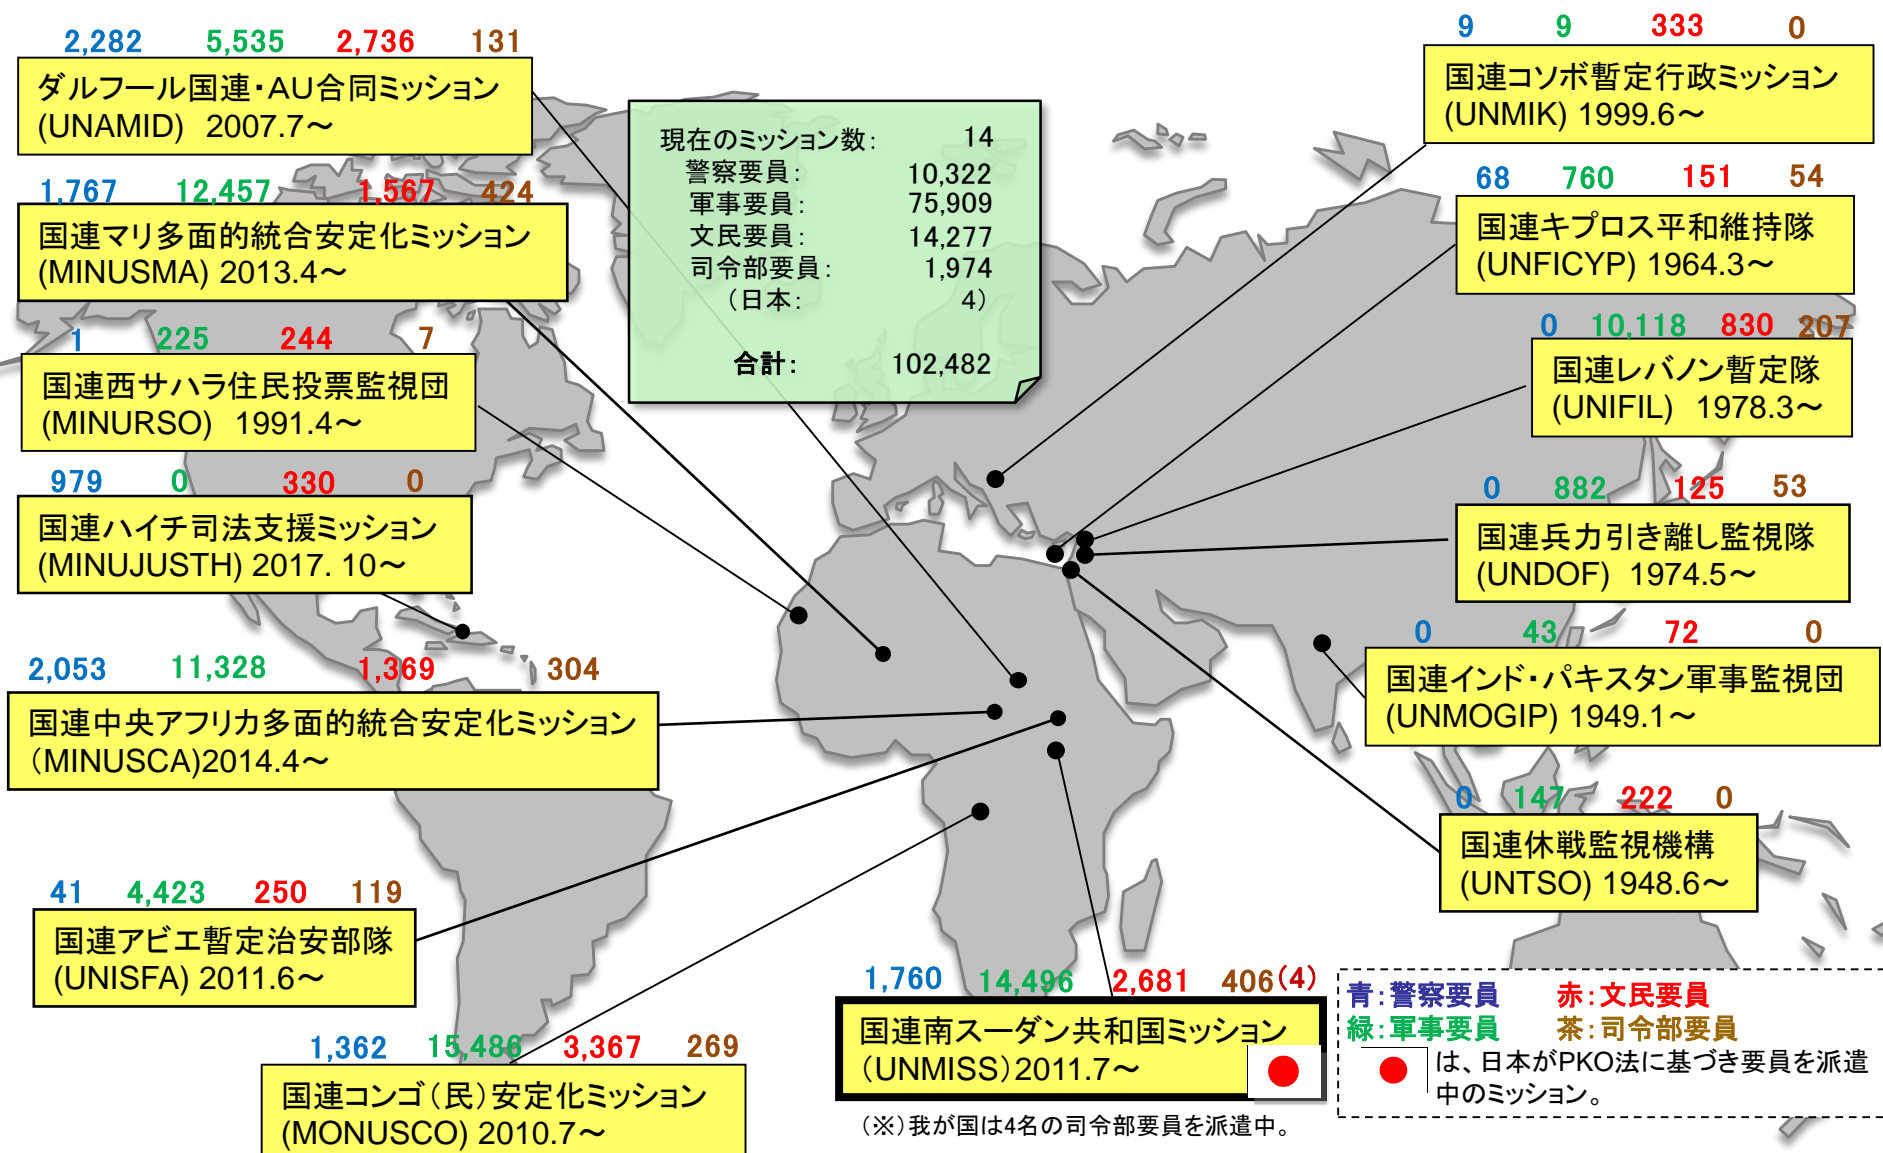 2,282 5,535 2,736 131
ダルフール国連・AU合同ミッション
(UNAMID) 2007.7～
1,767 12,457 1,567 424
国連マリ多面的統合安定化ミッション
(MINUSMA) 2013.4～
1 225 244 7
国連西サハラ住民投票監視団
(MINURSO) 1991.4～
979 0 330 0
国連ハイチ司法支援ミッション
(MINUJUSTH) 2017. 10～
2,053 11,328 1,369 304
国連中央アフリカ多面的統合安定化ミッション
（MINUSCA)2014.4～
41 4,423 250 119
国連アビエ暫定治安部隊
(UNISFA) 2011.6～
1,362 15,486 3,367 269
国連コンゴ（民）安定化ミッション
(MONUSCO) 2010.7～
現在のミッション数： 14
警察要員： 10,322
軍事要員： 75,909
文民要員： 14,277
司令部要員： 1,974
（日本： 4）
合計： 102,482
9 9 333 0
国連コソボ暫定行政ミッション
(UNMIK) 1999.6～
68 760 151 54
国連キプロス平和維持隊
(UNFICYP) 1964.3～
0 10,118 830 207
国連レバノン暫定隊
(UNIFIL) 1978.3～
0 882 125 53
国連兵力引き離し監視隊
(UNDOF) 1974.5～
0 43 72 0
国連インド・パキスタン軍事監視団
(UNMOGIP) 1949.1～
0 147 222 0
国連休戦監視機構
(UNTSO) 1948.6～
1,760 14,496 2,681 406(4)
国連南スーダン共和国ミッション
（UNMISS)2011.7～
（※）我が国は4名の司令部要員を派遣中。
青：警察要員 赤：文民要員
緑：軍事要員 茶：司令部要員
は、日本がPKO法に基づき要員を派遣
中のミッション。